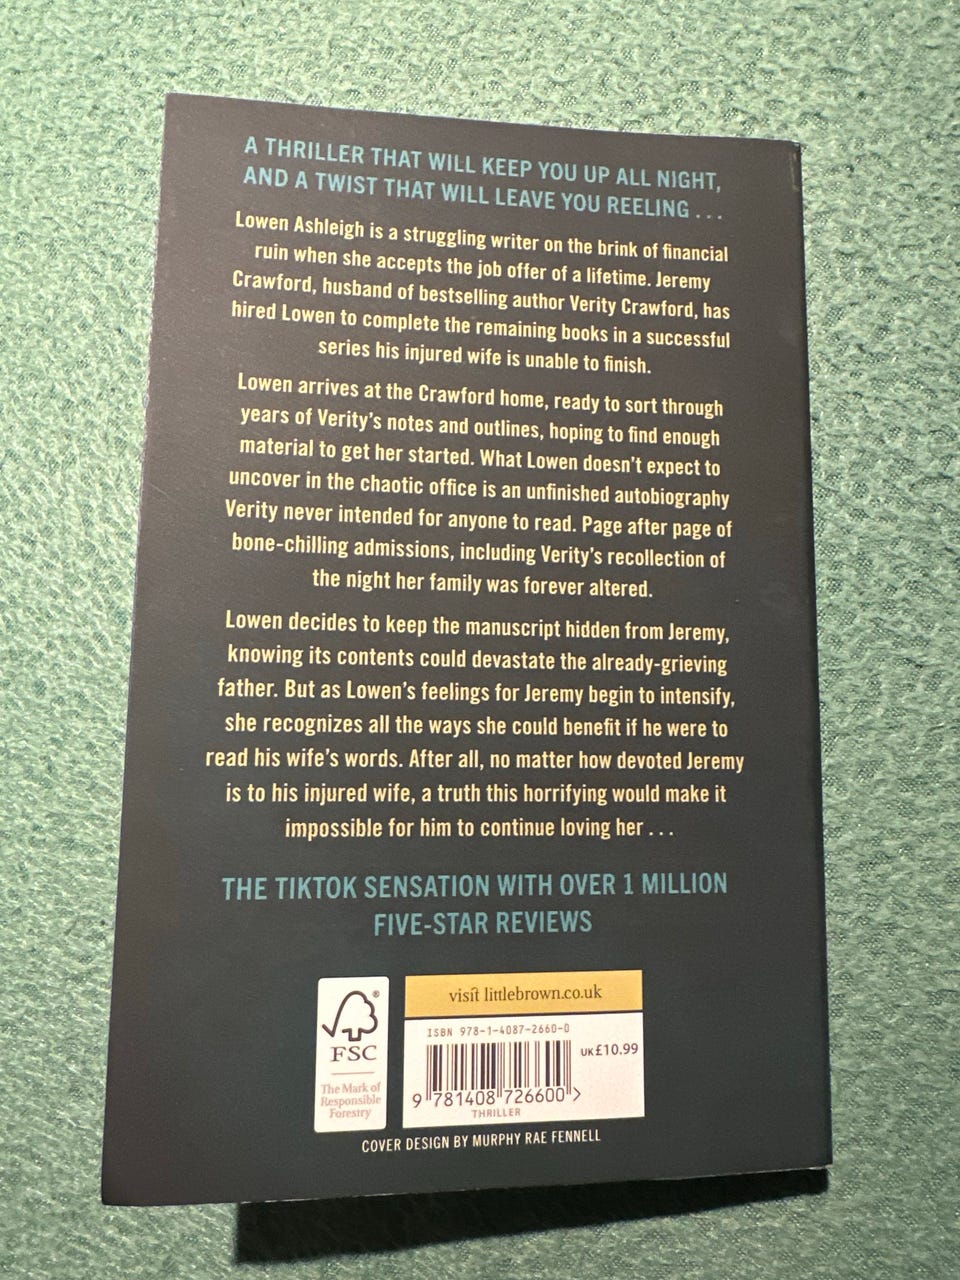 A THRILLER THAT WILL KEEP YOU UP ALL NIGHT,
AND A TWIST THAT WILL LEAVE YOU REELING . . .
Lowen Ashleigh is a struggling writer on the brink of financial
ruin when she accepts the job offer of a lifetime. Jeremy
Crawford, husband of bestselling author Verity Crawford, has
hired Lowen to complete the remaining books in a successful
series his injured wife is unable to finish.
Lowen arrives at the Crawford home, ready to sort through
years of Verity's notes and outlines, hoping to find enough
material to get her started. What Lowen doesn't expect to
uncover in the chaotic office is an unfinished autobiography
Verity never intended for anyone to read. Page after page of
bone-chilling admissions, including Verity's recollection of
the night her family was forever altered.
Lowen decides to keep the manuscript hidden from Jeremy,
knowing its contents could devastate the already-grieving
father. But as Lowen's feelings for Jeremy begin to intensify,
she recognizes all the ways she could benefit if he were to
read his wife's words. After all, no matter how devoted Jeremy
is to his injured wife, a truth this horrifying would make it
impossible for him to continue loving her . . .
THE TIKTOK SENSATION WITH OVER 1 MILLION
FIVE-STAR REVIEWS
®
FSC
The Mark of
Responsible
Forestry
visit littlebrown.co.uk
ISBN 978-1-4087-2660-0
UK£10.99
9 781408 726600 >
THRILLER
COVER DESIGN BY MURPHY RAE FENNELL